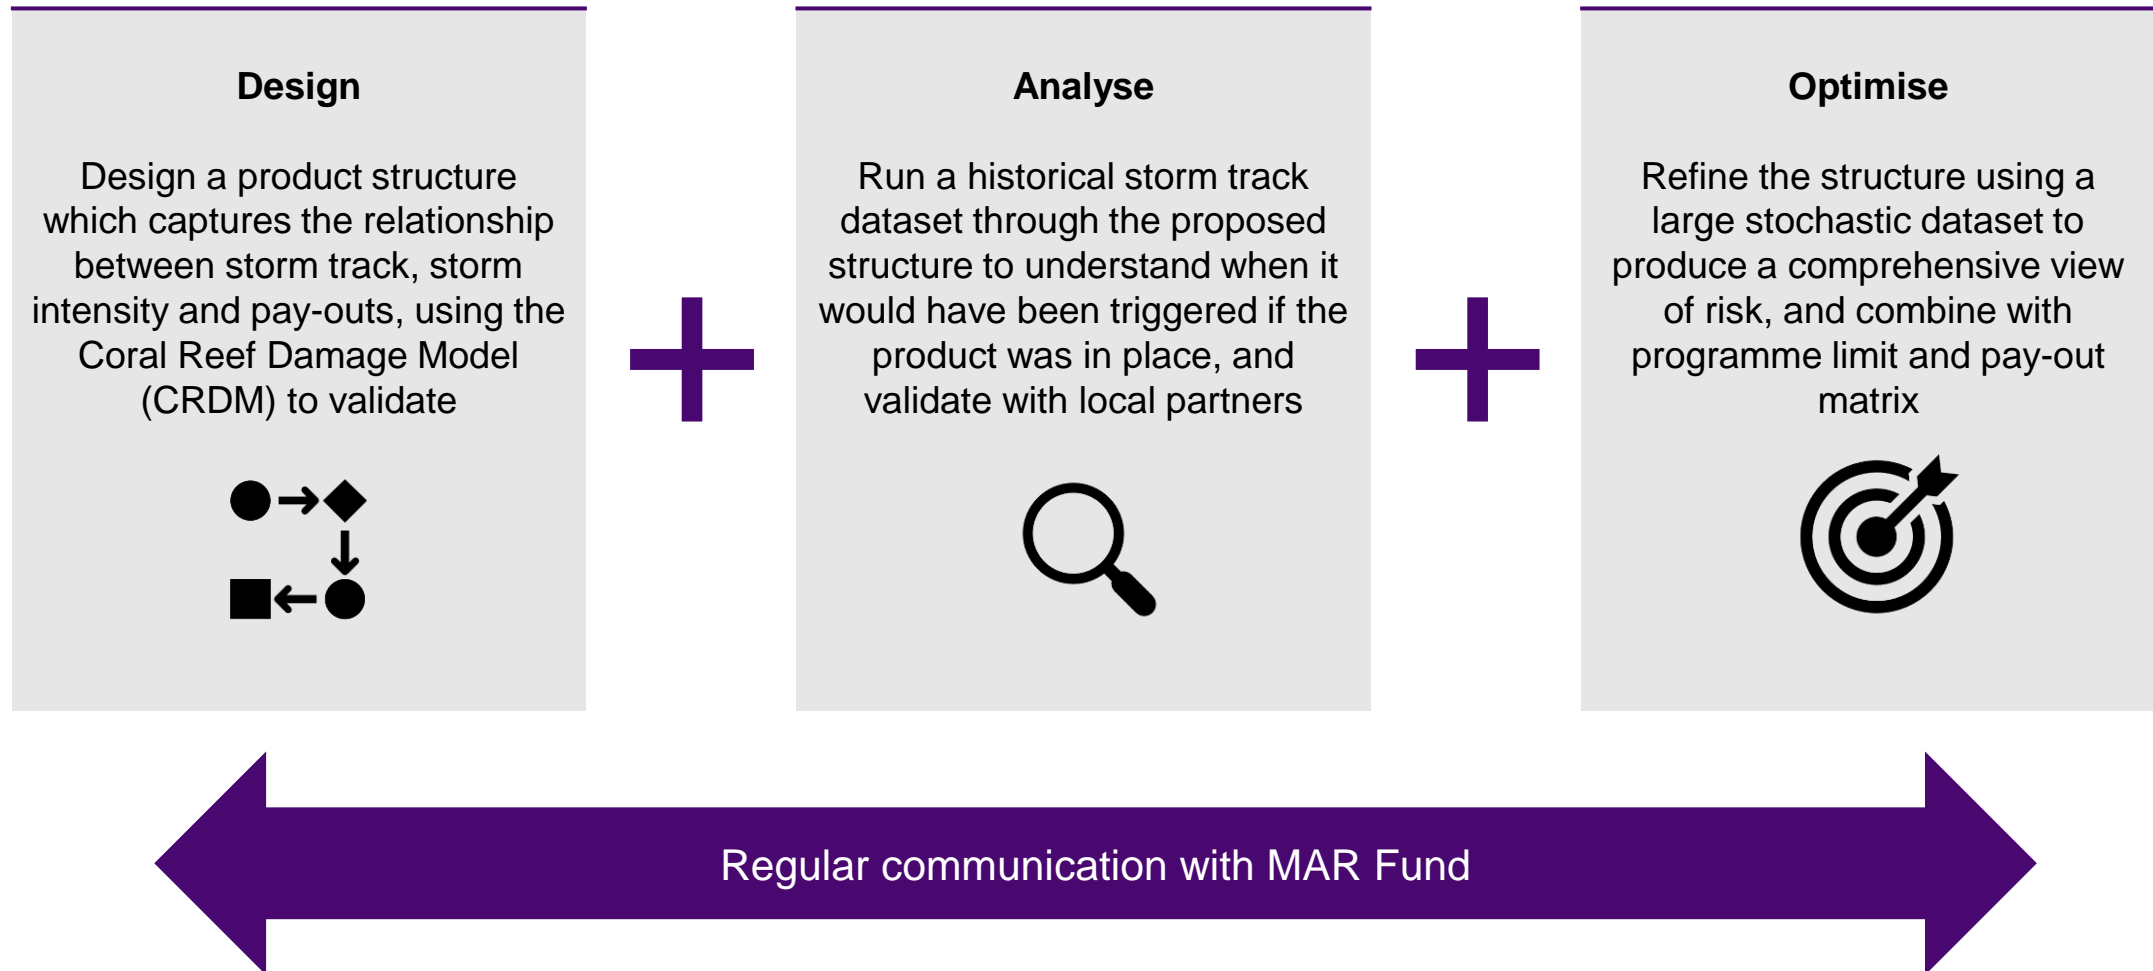 Design
Design a product structure
which captures the relationship
between storm track, storm
intensity and pay-outs, using the
Coral Reef Damage Model
(CRDM) to validate
Analyse
Run a historical storm track
dataset through the proposed
structure to understand when it
would have been triggered if the
product was in place, and
validate with local partners
Optimise
Refine the structure using a
large stochastic dataset to
produce a comprehensive view
of risk, and combine with
programme limit and pay-out
matrix
Regular communication with MAR Fund